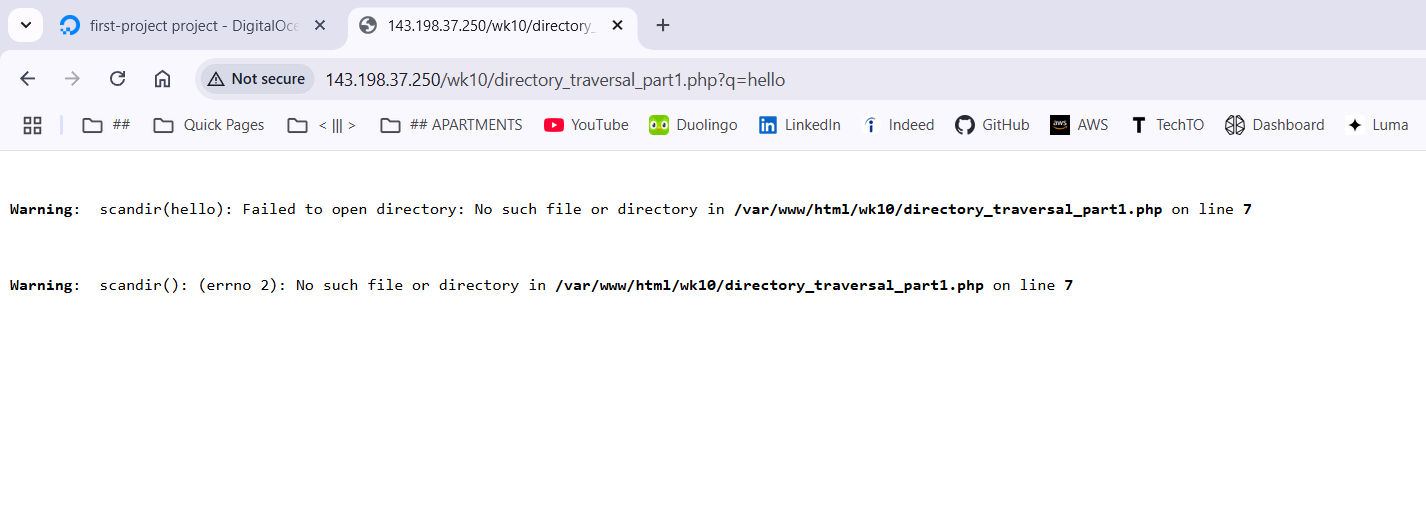 first-project project - DigitalOce
143.198.37.250/wk10/directory_
Not secure 143.198.37.250/wk10/directory_traversal_part1.php?q=hello
## Quick Pages < ||| > ## APARTMENTS YouTube Duolingo LinkedIn Indeed GitHub aws AWS TechTO Dashboard Luma
Warning: scandir(hello): Failed to open directory: No such file or directory in /var/www/html/wk10/directory_traversal_part1.php on line 7
Warning: scandir(): (errno 2): No such file or directory in /var/www/html/wk10/directory_traversal_part1.php on line 7